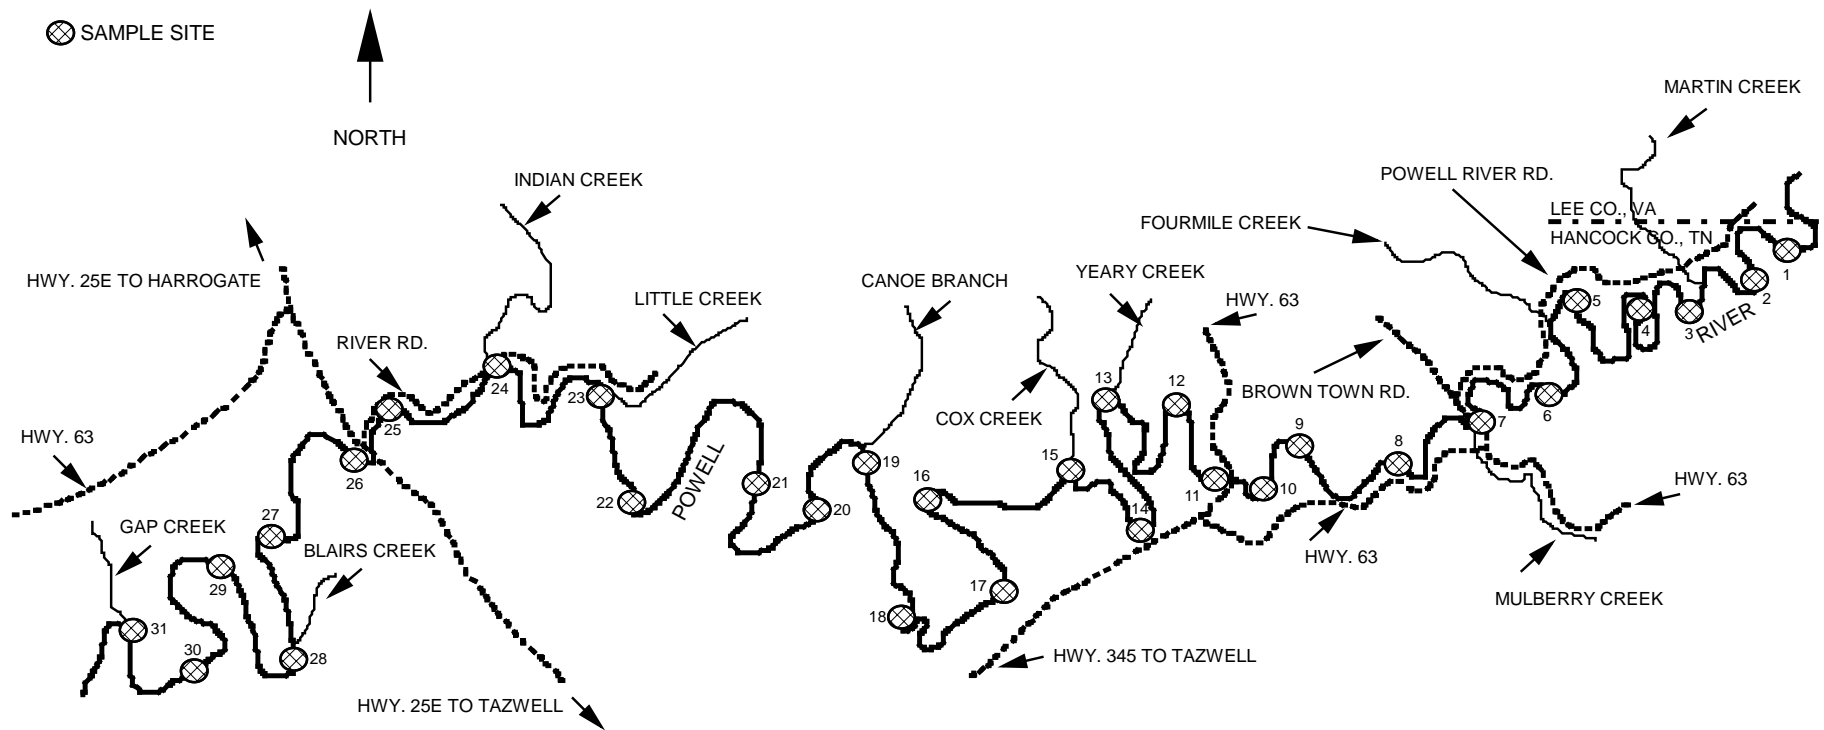 SAMPLE SITE
NORTH
MARTIN CREEK
POWELL RIVER RD.
INDIAN CREEK
LEE CO., VA
FOURMILE CREEK
HANCOCK CO., TN
HWY. 25E TO HARROGATE
CANOE BRANCH
YEARY CREEK
LITTLE CREEK
HWY. 63
RIVER RD.
RIVER
BROWN TOWN RD.
COX CREEK
HWY. 63
POWELL
HWY. 63
GAP CREEK
BLAIRS CREEK
HWY. 63
MULBERRY CREEK
HWY. 345 TO TAZWELL
HWY. 25E TO TAZWELL
1
2
3
4
5
6
7
8
9
10
11
12
13
14
15
16
17
18
19
20
21
22
23
24
25
26
27
28
29
30
31